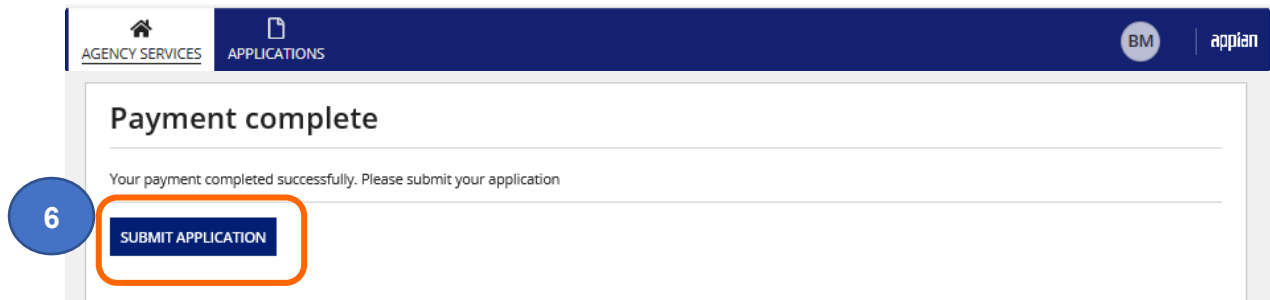 AGENCY SERVICES
APPLICATIONS
BM
appian
Payment complete
Your payment completed successfully. Please submit your application
6
SUBMIT APPLICATION